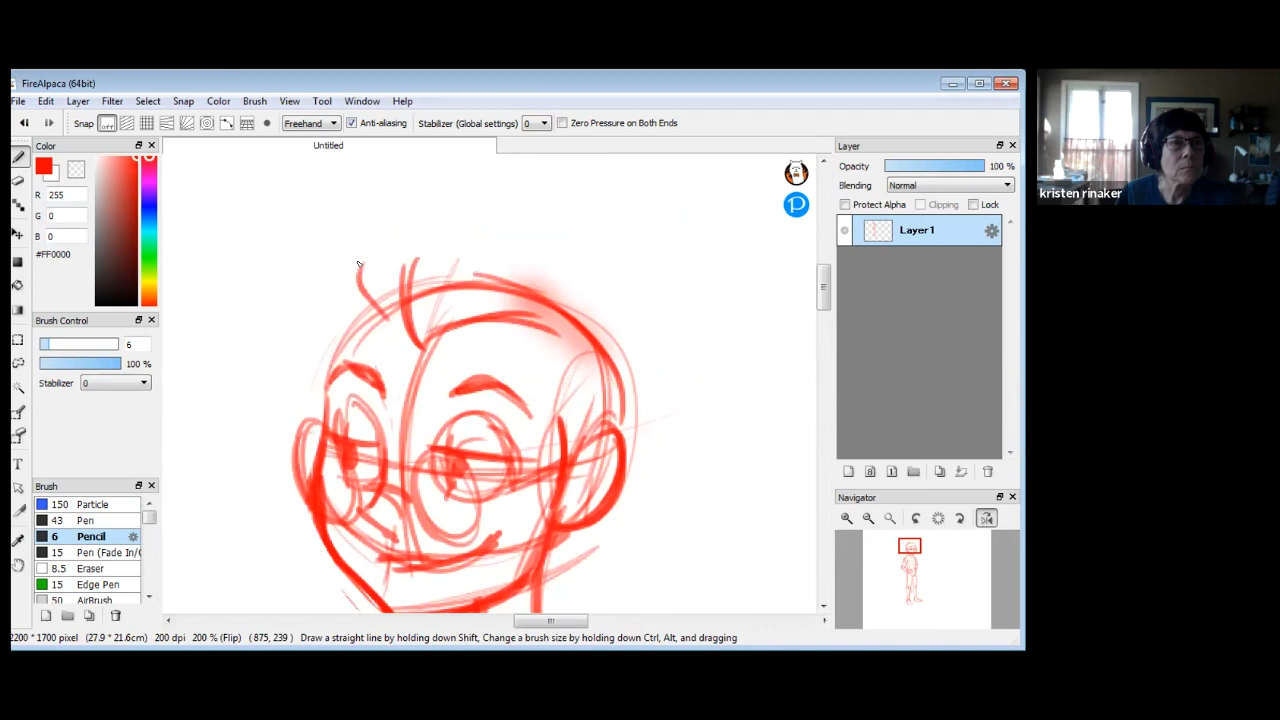 FireAlpaca (64bit)
File Edit Layer Filter Select Snap Color Brush View Tool Window Help
Snap off Freehand Anti-aliasing Stabilizer (Global settings) 0 Zero Pressure on Both Ends
Color
Untitled
R 255
G 0
B 0
#FF0000
Brush Control
6
100 %
Stabilizer 0
Brush
150 Particle
43 Pen
6 Pencil
15 Pen (Fade In/O
8.5 Eraser
15 Edge Pen
50 AirBrush
P
Layer
Opacity 100 %
Blending Normal
Protect Alpha Clipping Lock
Layer1
Navigator
2200 * 1700 pixel (27.9 * 21.6cm) 200 dpi 200 % (Flip) ( 875, 239 ) Draw a straight line by holding down Shift, Change a brush size by holding down Ctrl, Alt, and dragging
kristen rinaker